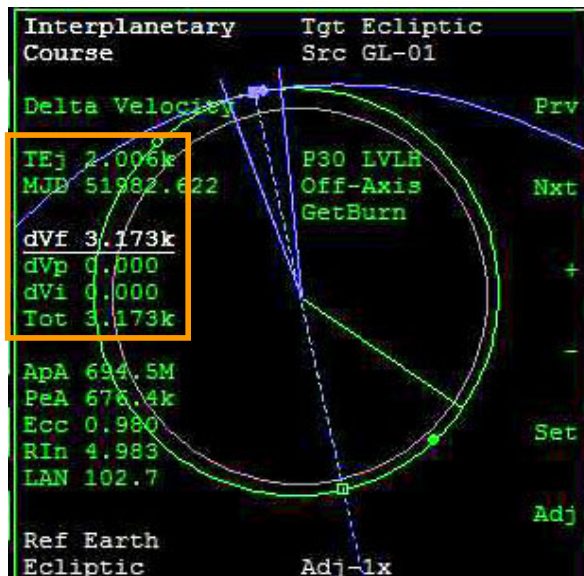 Interplanetary Tgt Ecliptic
Course Src GL-01
Delta Velocity Prv
TEj 2.006k P30 LVLH
MJD 51982.622 Off-Axis Nxt
GetBurn
dVf 3.173k
dVp 0.000 +
dVi 0.000
Tot 3.173k
-
ApA 694.5M
PeA 676.4k
Ecc 0.980
RIn 4.983 Set
LAN 102.7
Adj
Ref Earth
Ecliptic Adj-1x